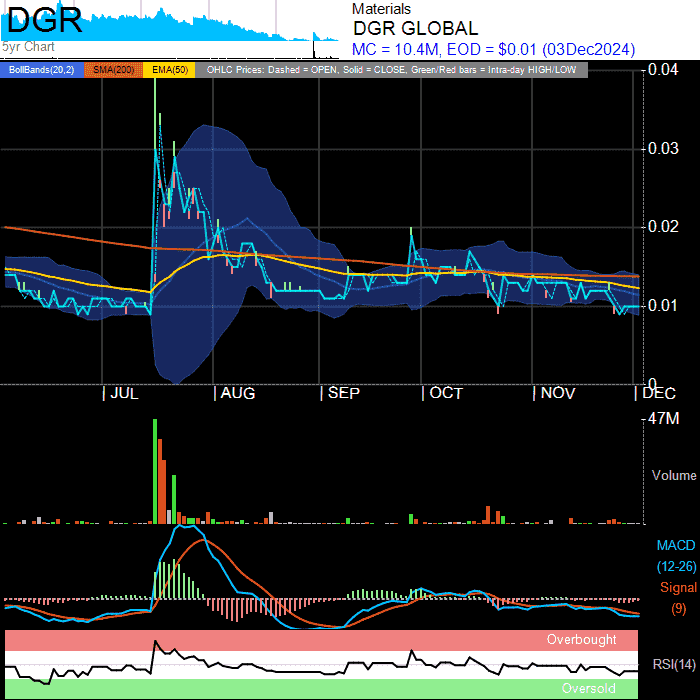 DGR
5yr Chart
Materials
DGR GLOBAL
MC = 10.4M, EOD = $0.01 (03Dec2024)
BollBands(20,2) SMA(200) EMA(50) OHLC Prices: Dashed = OPEN, Solid = CLOSE, Green/Red bars = Intra-day HIGH/LOW
0.04
0.03
0.02
0.01
0
JUL AUG SEP OCT NOV DEC
47M
Volume
MACD
(12-26)
Signal
(9)
Overbought
RSI(14)
Oversold